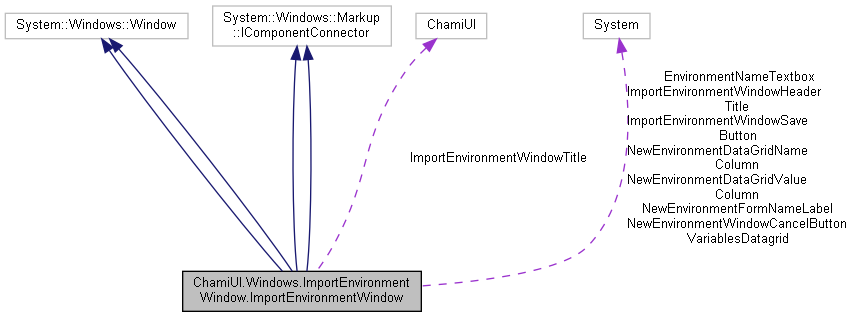 System::Windows::Window
System::Windows::Markup
::IComponentConnector
ChamiUI
System
EnvironmentNameTextbox
ImportEnvironmentWindowHeader
Title
ImportEnvironmentWindowSave
Button
NewEnvironmentDataGridName
Column
NewEnvironmentDataGridValue
Column
NewEnvironmentFormNameLabel
NewEnvironmentWindowCancelButton
VariablesDatagrid
ImportEnvironmentWindowTitle
ChamiUI.Windows.ImportEnvironment
Window.ImportEnvironmentWindow